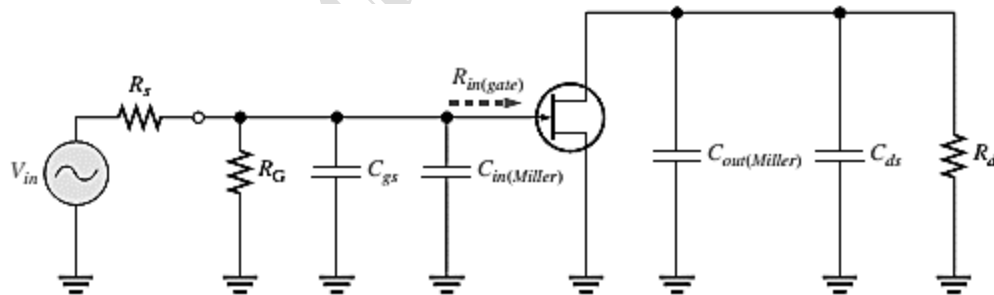 R_s
R_in(gate)
V_in
R_G
C_gs
C_in(Miller)
C_out(Miller)
C_ds
R_d